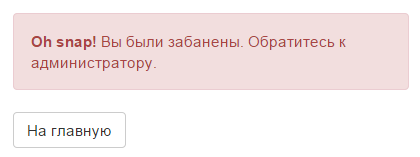 Oh snap! Вы были забанены. Обратитесь к
администратору.
На главную